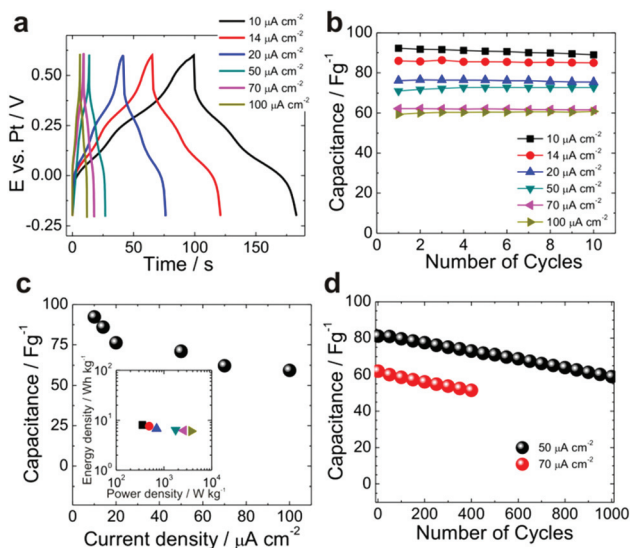 a
10 μA cm⁻²
14 μA cm⁻²
20 μA cm⁻²
50 μA cm⁻²
70 μA cm⁻²
100 μA cm⁻²
0.50
0.25
0.00
-0.25
E vs. Pt / V
0 50 100 150
Time / s
b
100
80
60
40
20
0
Capacitance / Fg⁻¹
10 μA cm⁻²
14 μA cm⁻²
20 μA cm⁻²
50 μA cm⁻²
70 μA cm⁻²
100 μA cm⁻²
0 2 4 6 8 10
Number of Cycles
c
100
75
50
25
0
Capacitance / Fg⁻¹
10²
10¹
10⁰
Energy density / Wh kg⁻¹
10² 10³ 10⁴
Power density / W kg⁻¹
0 20 40 60 80 100
Current density / μA cm⁻²
d
100
80
60
40
20
0
Capacitance / Fg⁻¹
50 μA cm⁻²
70 μA cm⁻²
0 200 400 600 800 1000
Number of Cycles